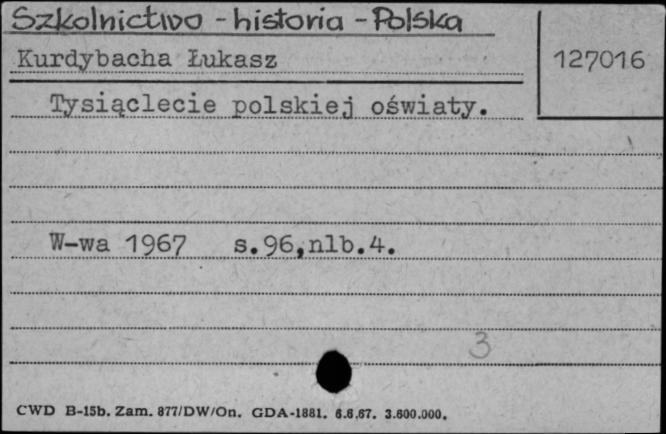 Szkolnictwo - historia - Polska
Kurdybacha Łukasz
127016
Tysiąclecie polskiej oświaty.
W-wa 1967 s.96,nlb.4.
3
CWD B-15b. Zam. 877/DW/On. GDA-1881. 6.6.67. 3.600.000.